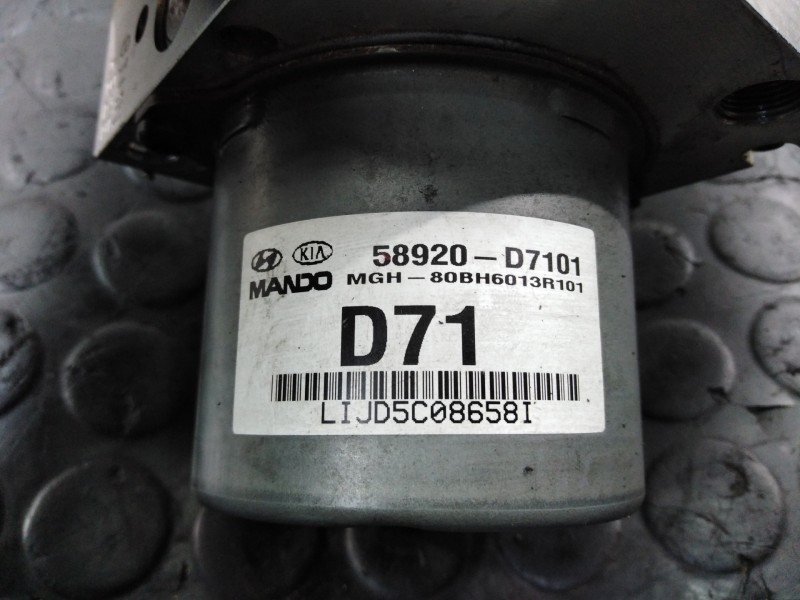 KIA 58920-D7101
MANDO MGH-80BH6013R101
D71
LIJD5C08658I